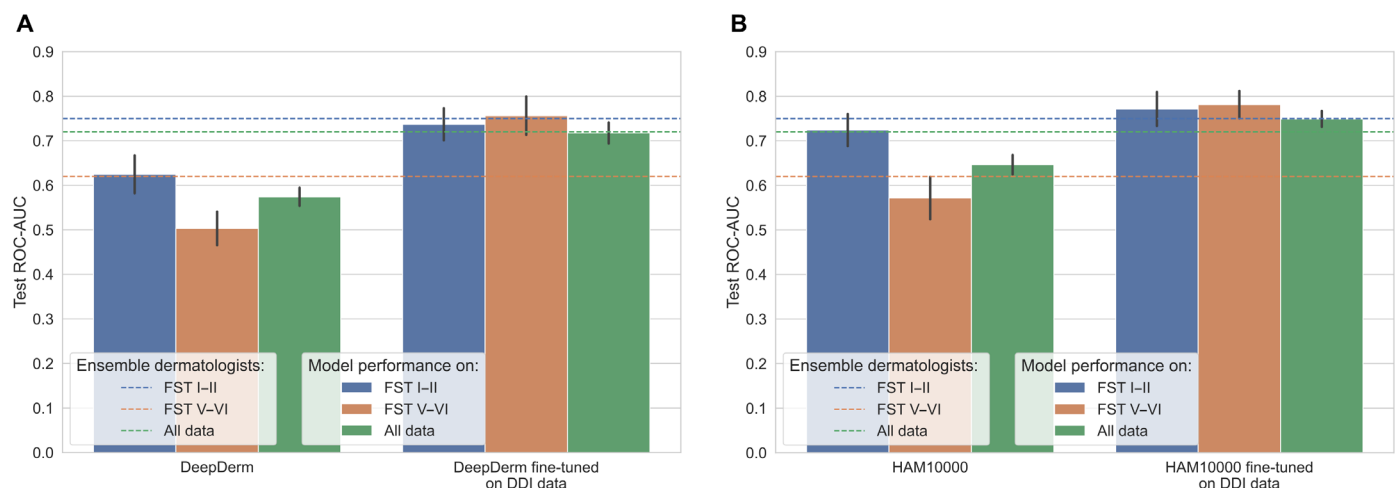 A
Test ROC-AUC
0.9
0.8
0.7
0.6
0.5
0.4
0.3
0.2
0.1
0.0
Ensemble dermatologists:
FST I–II
FST V–VI
All data
Model performance on:
FST I–II
FST V–VI
All data
DeepDerm
DeepDerm fine-tuned
on DDI data
B
Test ROC-AUC
0.9
0.8
0.7
0.6
0.5
0.4
0.3
0.2
0.1
0.0
Ensemble dermatologists:
FST I–II
FST V–VI
All data
Model performance on:
FST I–II
FST V–VI
All data
HAM10000
HAM10000 fine-tuned
on DDI data